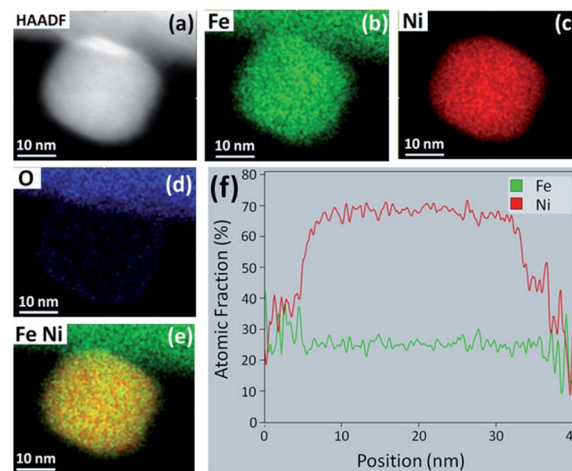 HAADF (a)
10 nm
Fe (b)
10 nm
Ni (c)
10 nm
O (d)
10 nm
Fe Ni (e)
10 nm
(f)
Fe
Ni
Atomic Fraction (%)
80
70
60
50
40
30
20
10
0
0 10 20 30 4
Position (nm)